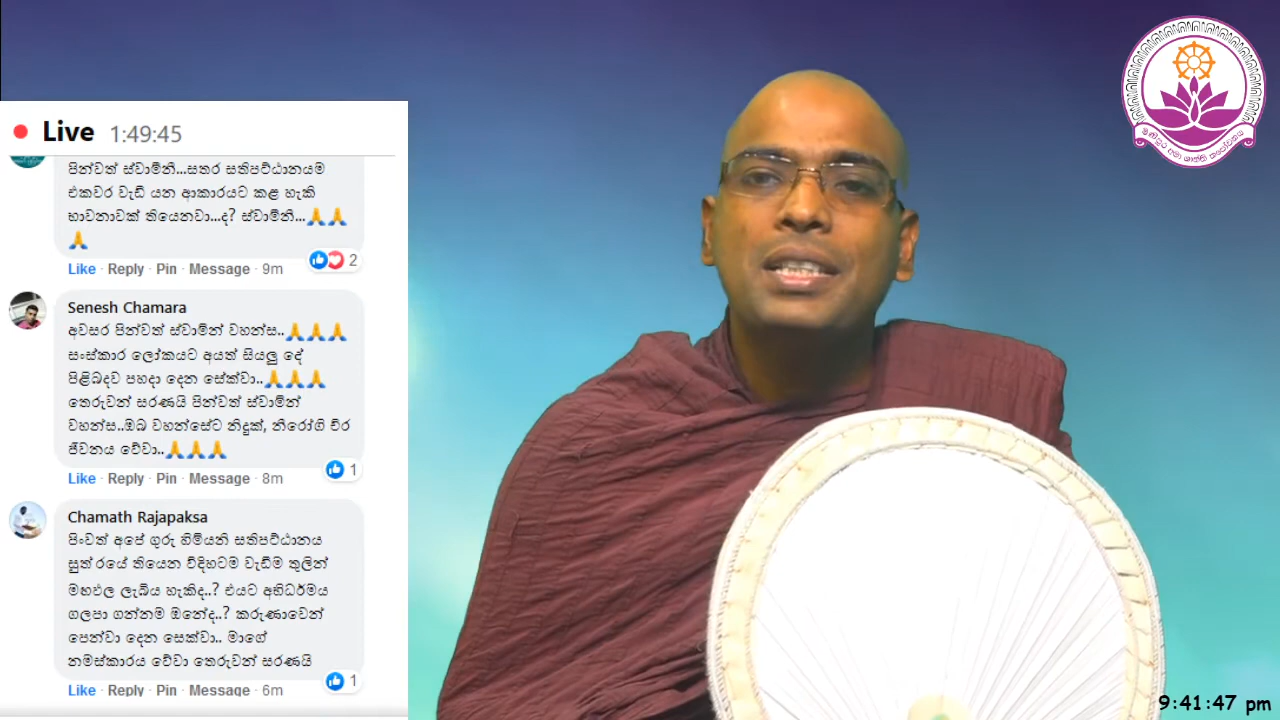 Live 1:49:45
පින්වත් ස්වාමීනී...සතර සතිපට්ඨානයම
එකවර වැඩි යන ආකාරයට කළ හැකි
භාවනාවක් තියෙනවා...ද? ස්වාමීනී...🙏🙏
🙏
2
Like · Reply · Pin · Message · 9m
Senesh Chamara
අවසර පින්වත් ස්වාමීන් වහන්ස..🙏🙏🙏
සංස්කාර ලෝකයට අයත් සියලු දේ
පිළිබදව පහදා දෙන සේක්වා..🙏🙏🙏
තෙරුවන් සරණයි පින්වත් ස්වාමීන්
වහන්ස..ඔබ වහන්සේට නිදුක්, නීරෝගි චිර
ජීවනය වේවා..🙏🙏🙏
1
Like · Reply · Pin · Message · 8m
Chamath Rajapaksa
පිංවත් අපේ ගුරු හිමියනි සතිපට්ඨානය
සුත් රයේ තියෙන විදිහටම වැඩීම තුලින්
මඟඵල ලැබිය හැකිද..? එයට අභිධර්මය
ගලපා ගන්නම ඔනේද..? කරුණාවෙන්
පෙන්වා දෙන සෙක්වා.. මාගේ
නමස්කාරය වේවා තෙරුවන් සරණයි
1
Like · Reply · Pin · Message · 6m
9:41:47 pm